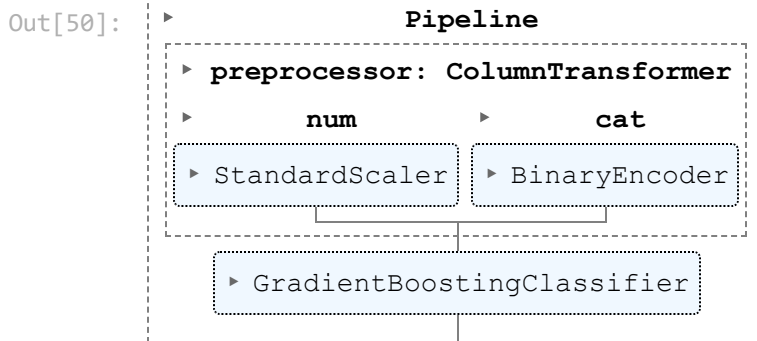 Out[50]:
Pipeline
preprocessor: ColumnTransformer
num cat
StandardScaler BinaryEncoder
GradientBoostingClassifier